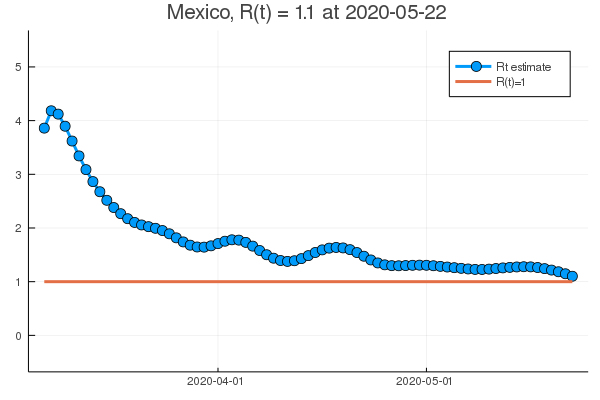 Mexico, R(t) = 1.1 at 2020-05-22
5
4
3
2
1
0
Rt estimate
R(t)=1
2020-04-01
2020-05-01